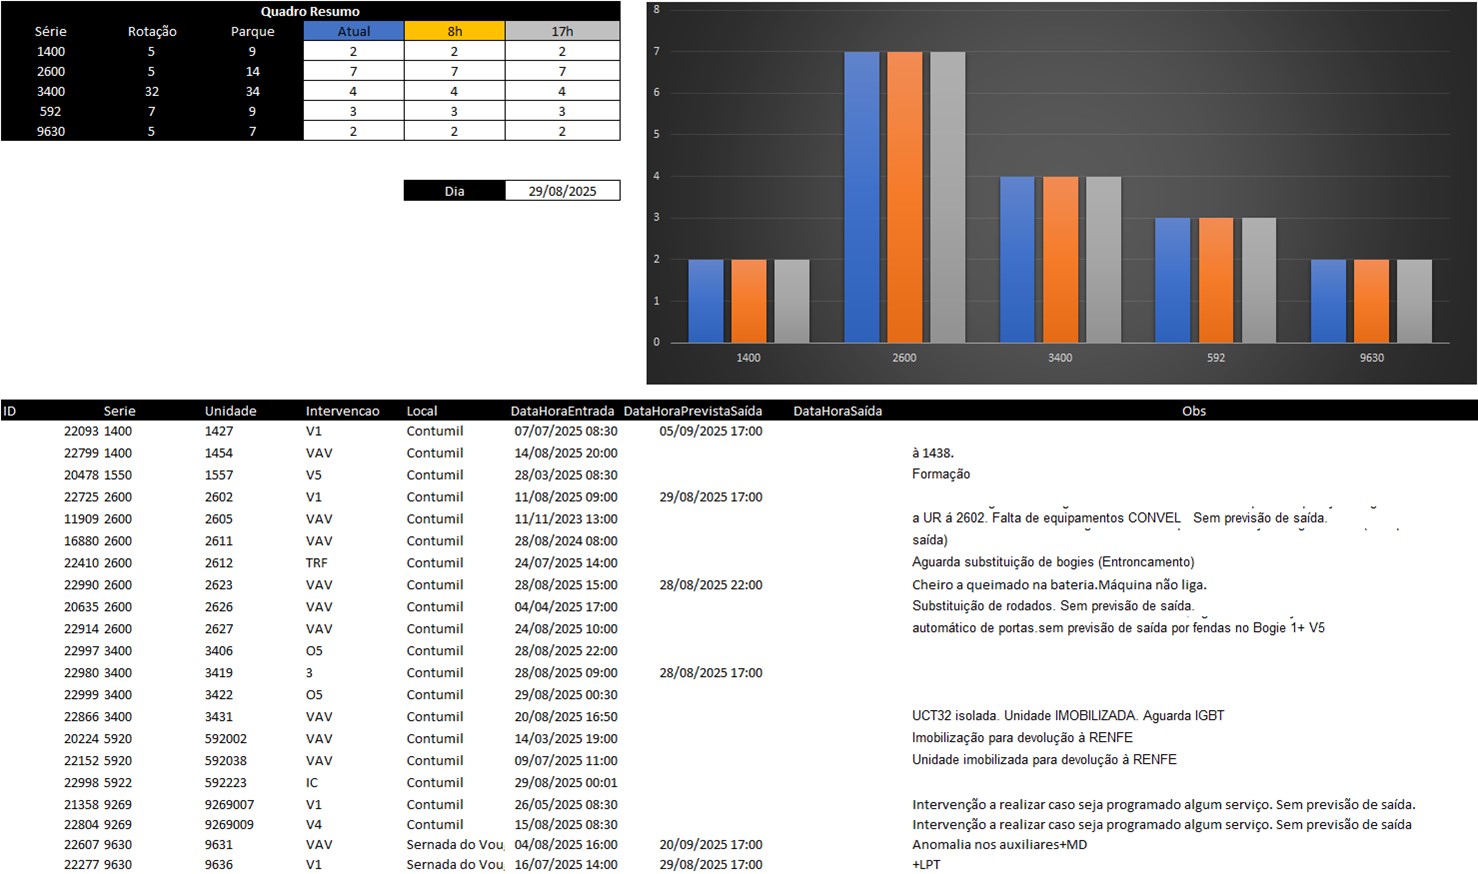 Quadro Resumo
Série Rotação Parque Atual 8h 17h
1400 5 9 2 2 2
2600 5 14 7 7 7
3400 32 34 4 4 4
592 7 9 3 3 3
9630 5 7 2 2 2
Dia 29/08/2025
8
7
6
5
4
3
2
1
0
1400 2600 3400 592 9630
ID Serie Unidade Intervencao Local DataHoraEntrada DataHoraPrevistaSaída DataHoraSaída Obs
22093 1400 1427 V1 Contumil 07/07/2025 08:30 05/09/2025 17:00
22799 1400 1454 VAV Contumil 14/08/2025 20:00 à 1438.
20478 1550 1557 V5 Contumil 28/03/2025 08:30 Formação
22725 2600 2602 V1 Contumil 11/08/2025 09:00 29/08/2025 17:00
11909 2600 2605 VAV Contumil 11/11/2023 13:00 a UR á 2602. Falta de equipamentos CONVEL Sem previsão de saída.
16880 2600 2611 VAV Contumil 28/08/2024 08:00 saída)
22410 2600 2612 TRF Contumil 24/07/2025 14:00 Aguarda substituição de bogies (Entroncamento)
22990 2600 2623 VAV Contumil 28/08/2025 15:00 28/08/2025 22:00 Cheiro a queimado na bateria.Máquina não liga.
20635 2600 2626 VAV Contumil 04/04/2025 17:00 Substituição de rodados. Sem previsão de saída.
22914 2600 2627 VAV Contumil 24/08/2025 10:00 automático de portas.sem previsão de saída por fendas no Bogie 1+ V5
22997 3400 3406 O5 Contumil 28/08/2025 22:00
22980 3400 3419 3 Contumil 28/08/2025 09:00 28/08/2025 17:00
22999 3400 3422 O5 Contumil 29/08/2025 00:30
22866 3400 3431 VAV Contumil 20/08/2025 16:50 UCT32 isolada. Unidade IMOBILIZADA. Aguarda IGBT
20224 5920 592002 VAV Contumil 14/03/2025 19:00 Imobilização para devolução à RENFE
22152 5920 592038 VAV Contumil 09/07/2025 11:00 Unidade imobilizada para devolução à RENFE
22998 5922 592223 IC Contumil 29/08/2025 00:01
21358 9269 9269007 V1 Contumil 26/05/2025 08:30 Intervenção a realizar caso seja programado algum serviço. Sem previsão de saída.
22804 9269 9269009 V4 Contumil 15/08/2025 08:30 Intervenção a realizar caso seja programado algum serviço. Sem previsão de saída
22607 9630 9631 VAV Sernada do Vou 04/08/2025 16:00 20/09/2025 17:00 Anomalia nos auxiliares+MD
22277 9630 9636 V1 Sernada do Vou 16/07/2025 14:00 29/08/2025 17:00 +LPT